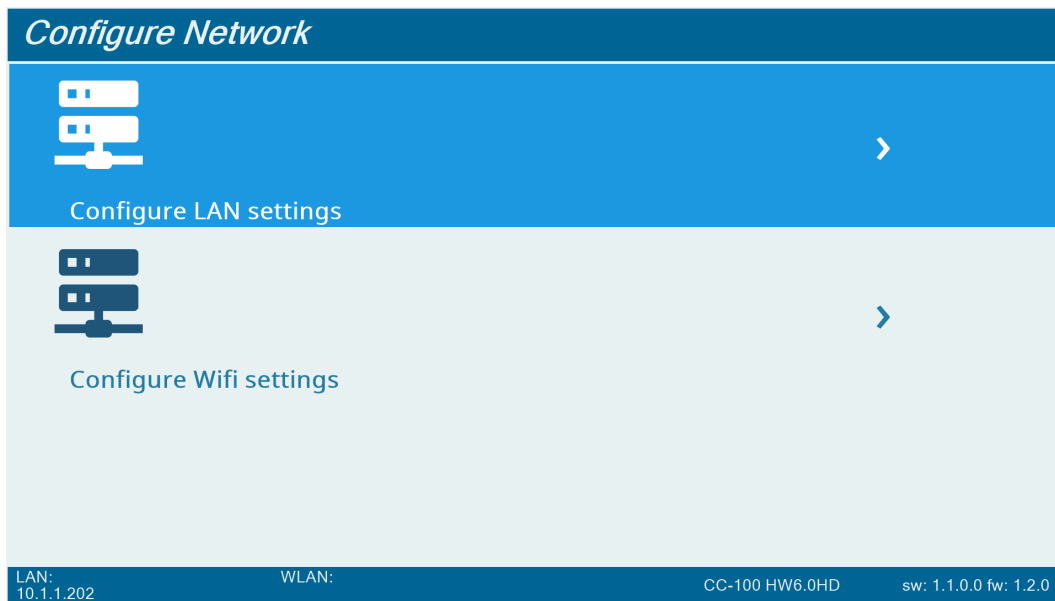 Configure Network
Configure LAN settings
Configure Wifi settings
LAN:
10.1.1.202
WLAN:
CC-100 HW6.0HD
sw: 1.1.0.0 fw: 1.2.0